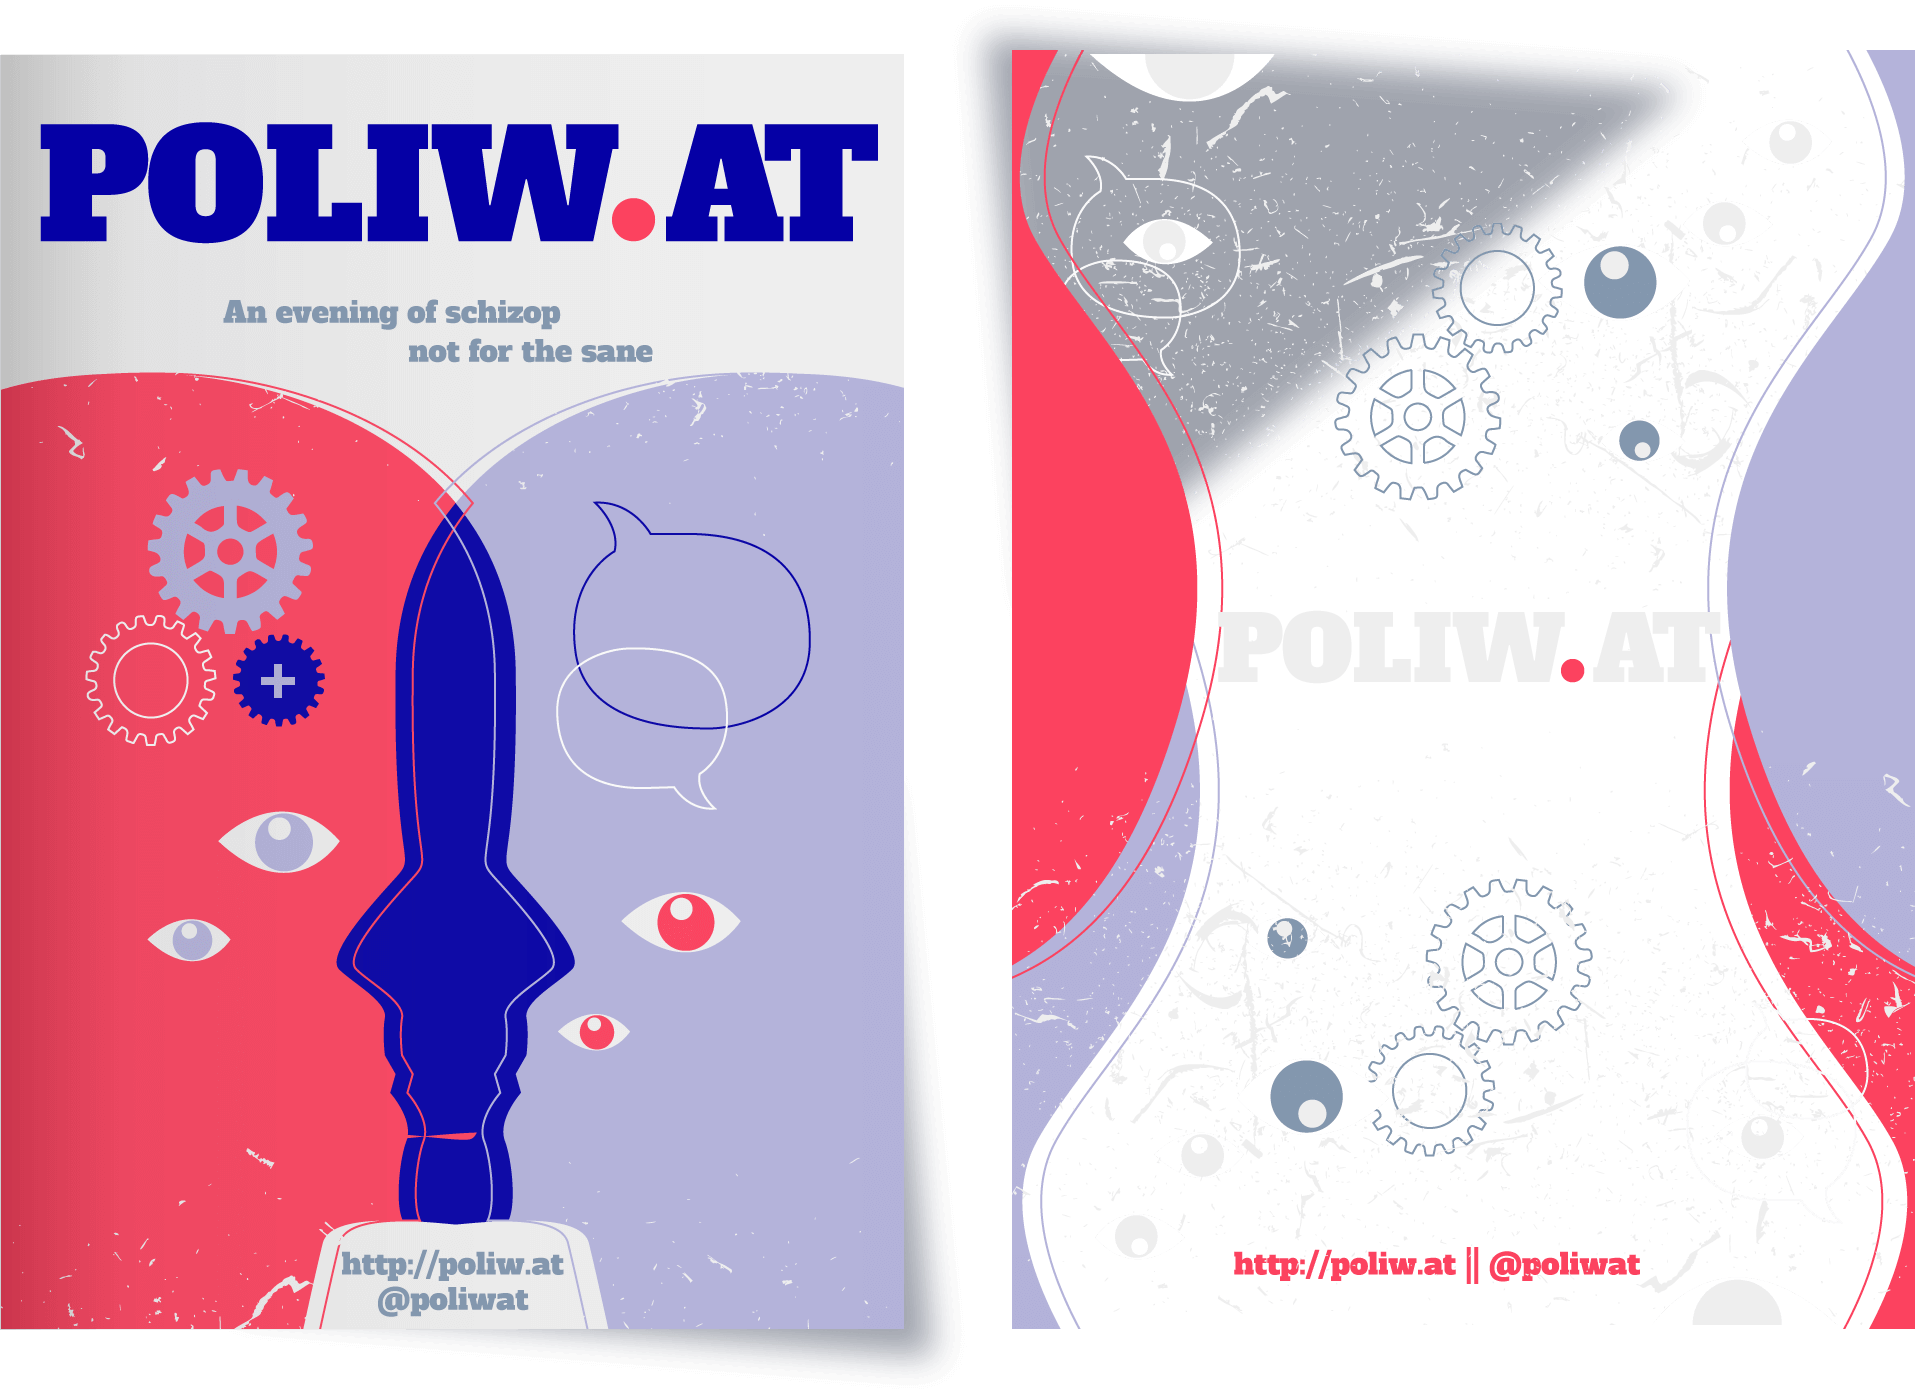 POLIW.AT
An evening of schizop
not for the sane
http://poliw.at
@poliwat
POLIW.AT
http://poliw.at || @poliwat